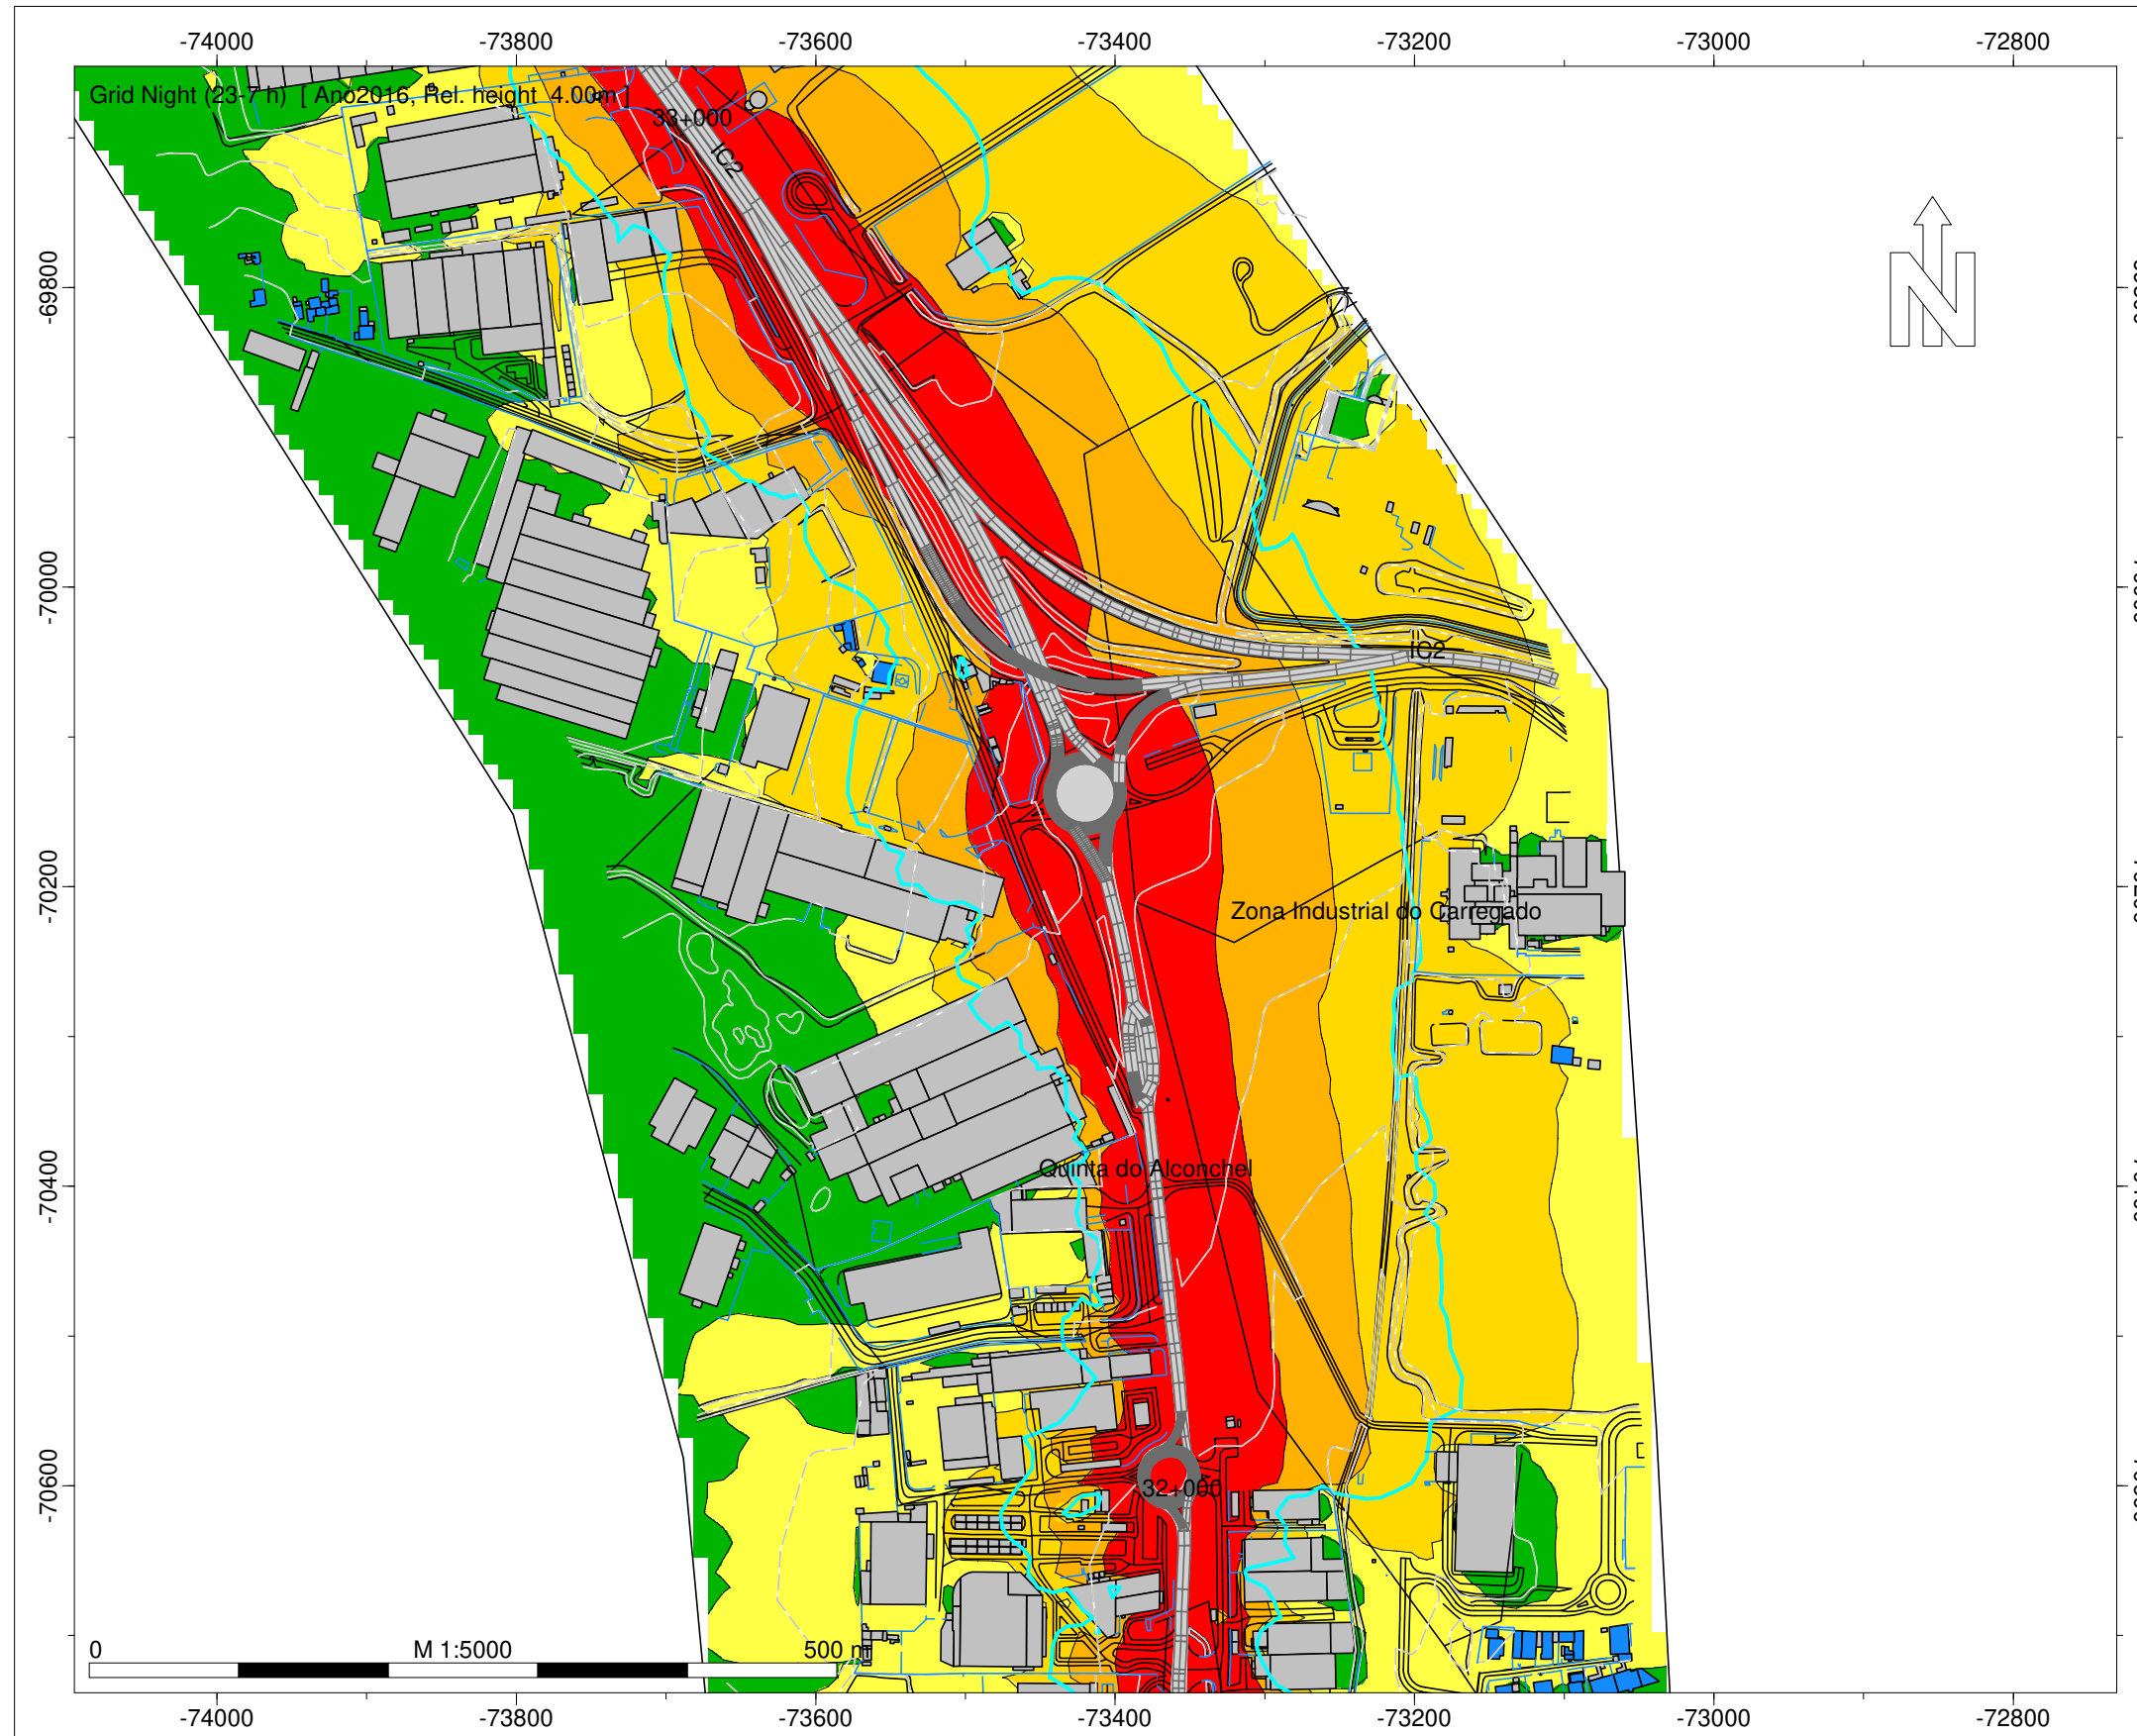 -74000 -73800 -73600 -73400 -73200 -73000 -72800
Grid Night (23-7 h) [ Ano2016, Rel. height 4.00m ]
33+000
IC2
-69800
-70000
IC2
-70200
Zona Industrial do Carregado
-70400
Quinta do Alconchel
-70600
32+000
0 M 1:5000 500 m
-74000 -73800 -73600 -73400 -73200 -73000 -72800